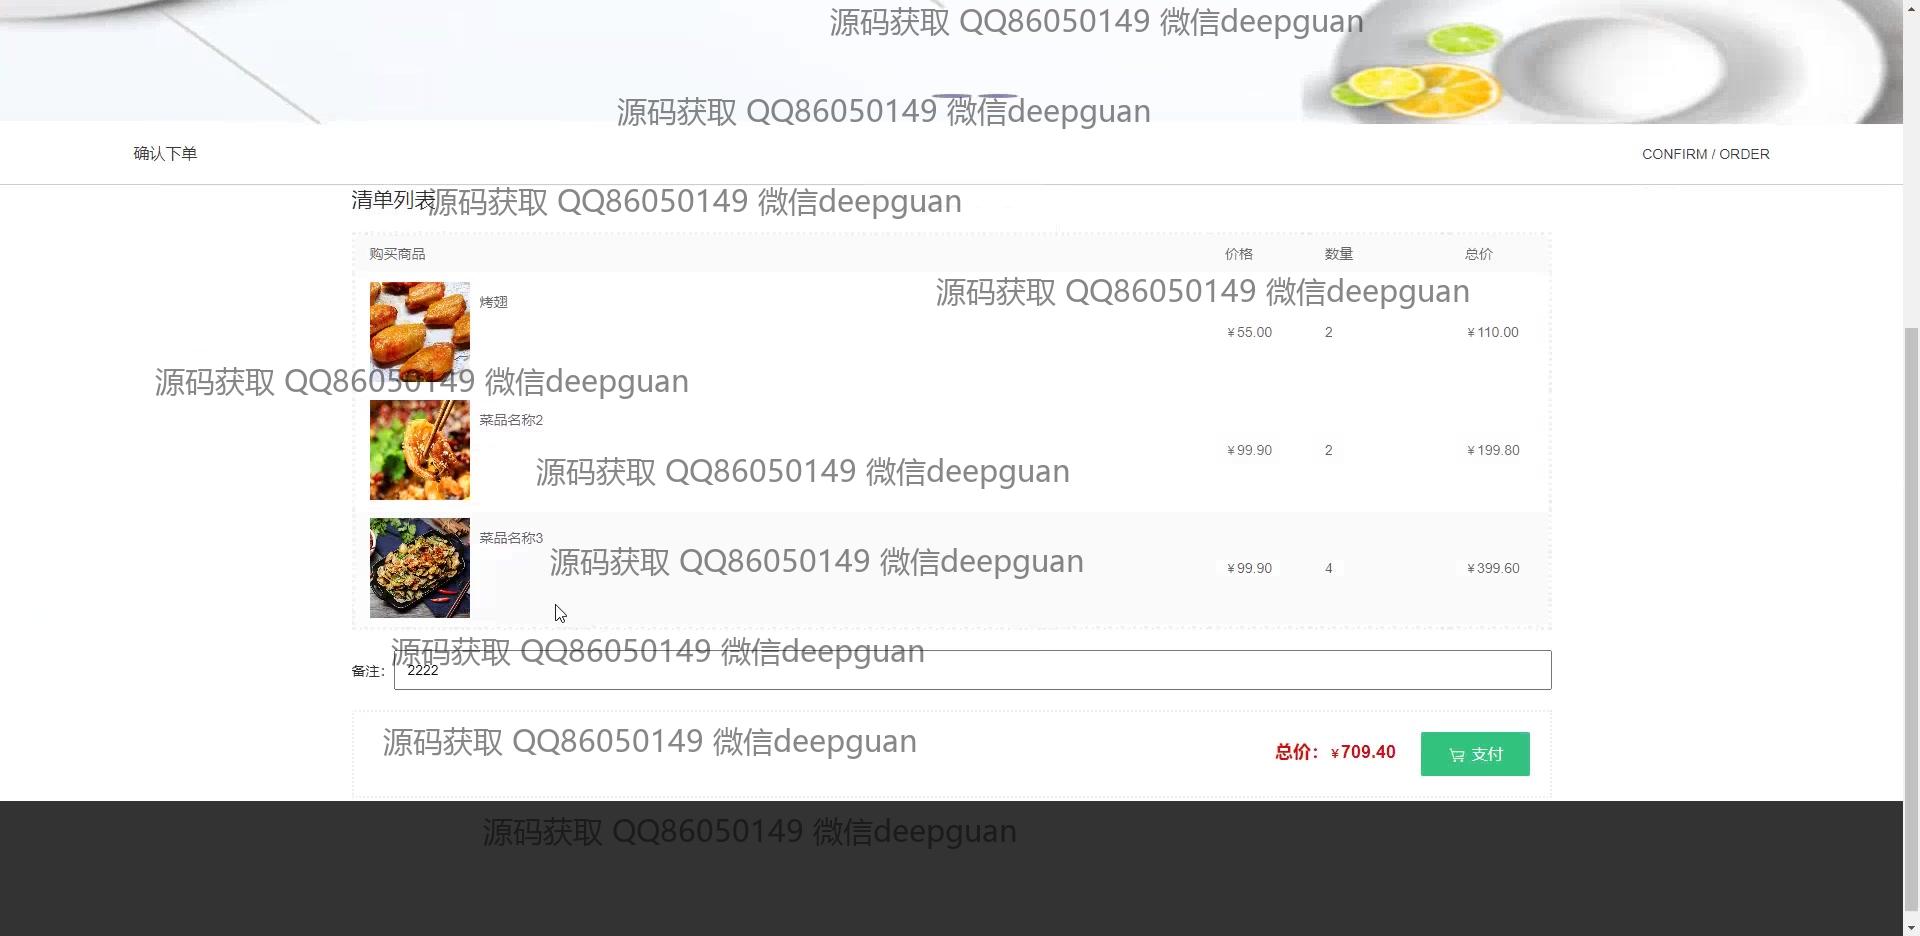 源码获取 QQ86050149 微信deepguan
源码获取 QQ86050149 微信deepguan
确认下单
CONFIRM / ORDER
清单列表
源码获取 QQ86050149 微信deepguan
购买商品 价格 数量 总价
源码获取 QQ86050149 微信deepguan
烤翅
¥55.00 2 ¥110.00
源码获取 QQ86050149 微信deepguan
菜品名称2
¥99.90 2 ¥199.80
源码获取 QQ86050149 微信deepguan
菜品名称3
源码获取 QQ86050149 微信deepguan
¥99.90 4 ¥399.60
源码获取 QQ86050149 微信deepguan
备注： 2222
源码获取 QQ86050149 微信deepguan
总价：¥709.40 支付
源码获取 QQ86050149 微信deepguan